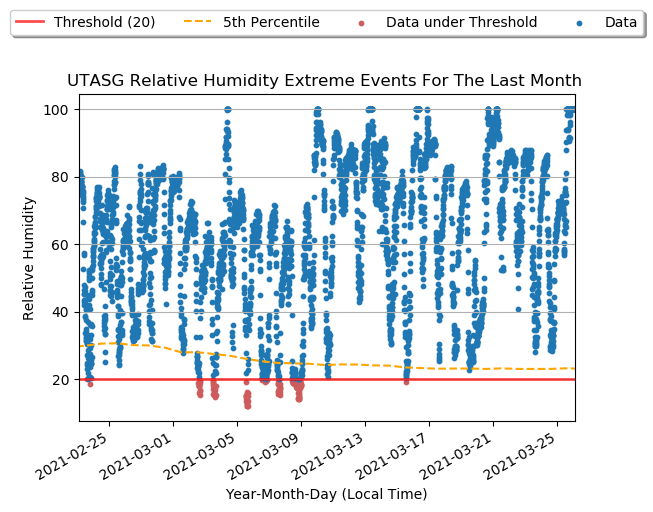 Threshold (20) 5th Percentile Data under Threshold Data
UTASG Relative Humidity Extreme Events For The Last Month
100
80
60
40
20
Relative Humidity
2021-02-25 2021-03-01 2021-03-05 2021-03-09 2021-03-13 2021-03-17 2021-03-21 2021-03-25
Year-Month-Day (Local Time)